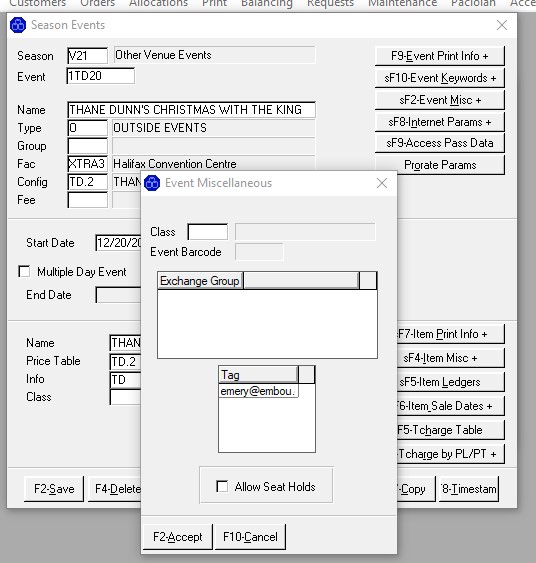 Customers Orders Allocations Print Balancing Requests Maintenance Paciolan
Season Events
Season V21 Other Venue Events
Event 1TD20
Name THANE DUNN'S CHRISTMAS WITH THE KING
Type O OUTSIDE EVENTS
Group
Fac XTRA3 Halifax Convention Centre
Config TD.2
Fee
F9-Event Print Info +
sF10-Event Keywords +
sF2-Event Misc +
sF8-Internet Params +
sF9-Access Pass Data
Prorate Params
Start Date 12/20/20
Multiple Day Event
End Date
Name
Price Table TD.2
Info TD
Class
F7-Item Print Info +
sF4-Item Misc +
sF5-Item Ledgers
F6-Item Sale Dates +
F5-Tcharge Table
Tcharge by PL/PT +
F2-Save F4-Delete -Copy Timestam
Event Miscellaneous
Class
Event Barcode
Exchange Group
Tag
emery@embou.
Allow Seat Holds
F2-Accept F10-Cancel